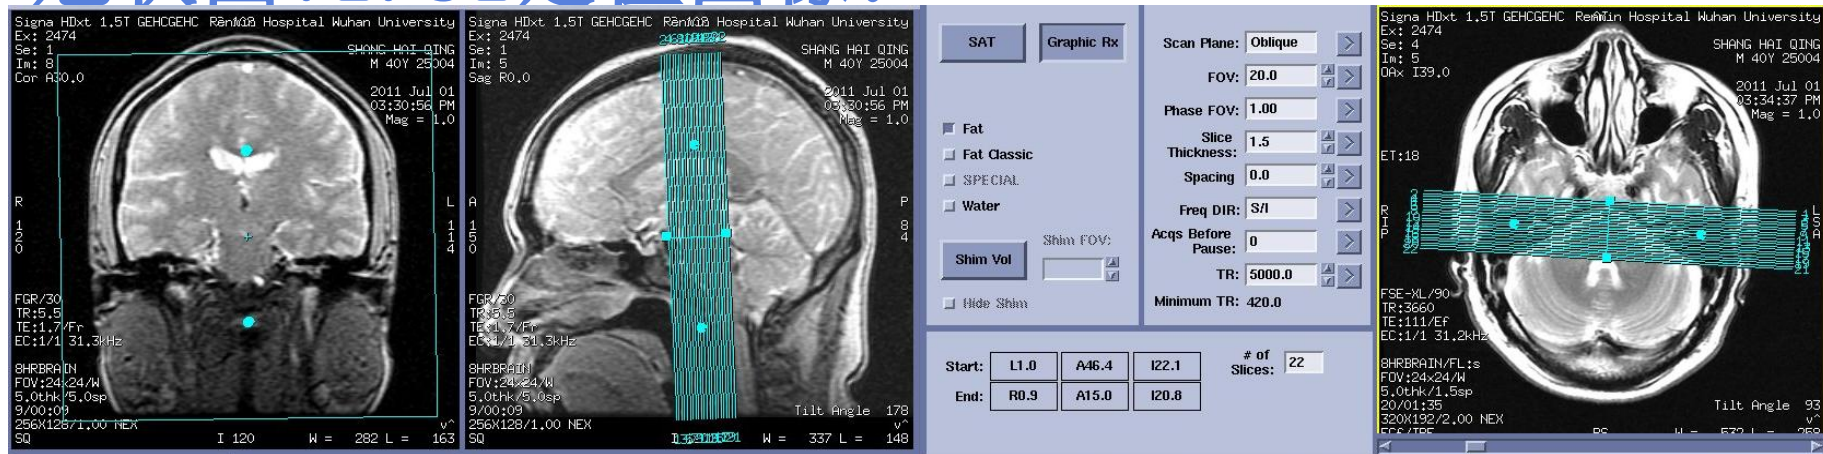 Signa HDxt 1.5T GEHCGEHC Renmin Hospital Wuhan University
Ex: 2474
Se: 1
SHANG HAI QING
Im: 8
M 40Y 25004
Cor A30.0
2011 Jul 01
03:30:56 PM
Mag = 1.0
R
L
120
114
FGR/30
TR:5.5
TE:1.7/Fr
EC:1/1 31.3kHz
8HRBRAIN
FOV:24x24/W
5.0thk/5.0sp
9/00:09
256X128/1.00 NEX
v^
SQ
I 120
W = 282 L = 163
Signa HDxt 1.5T GEHCGEHC Renmin Hospital Wuhan University
Ex: 2474
Se: 1
SHANG HAI QING
Im: 5
M 40Y 25004
Sag R0.0
2011 Jul 01
03:30:56 PM
Mag = 1.0
A
P
150
84
FGR/30
TR:5.5
TE:1.7/Fr
EC:1/1 31.3kHz
8HRBRAIN
FOV:24x24/W
5.0thk/5.0sp
9/00:09
Tilt Angle 178
256X128/1.00 NEX
v^
SQ
W = 337 L = 148
SAT
Graphic Rx
Fat
Fat Classic
SPECIAL
Water
Shim FOV:
Shim Vol
Hide Shim
Scan Plane: Oblique
FOV: 20.0
Phase FOV: 1.00
Slice
Thickness: 1.5
Spacing 0.0
Freq DIR: S/I
Acqs Before
Pause: 0
TR: 5000.0
Minimum TR: 420.0
Start: L1.0 A46.4 I22.1
# of
Slices: 22
End: R0.9 A15.0 I20.8
Signa HDxt 1.5T GEHCGEHC Renmin Hospital Wuhan University
Ex: 2474
Se: 4
SHANG HAI QING
Im: 5
M 40Y 25004
OAx I39.0
2011 Jul 01
03:34:37 PM
Mag = 1.0
ET:18
RIP
LSA
FSE-XL/90
TR:3660
TE:111/Ef
EC:1/1 31.2kHz
8HRBRAIN/FL:s
FOV:24x24/W
5.0thk/1.5sp
20/01:35
Tilt Angle 93
320X192/2.00 NEX
v^